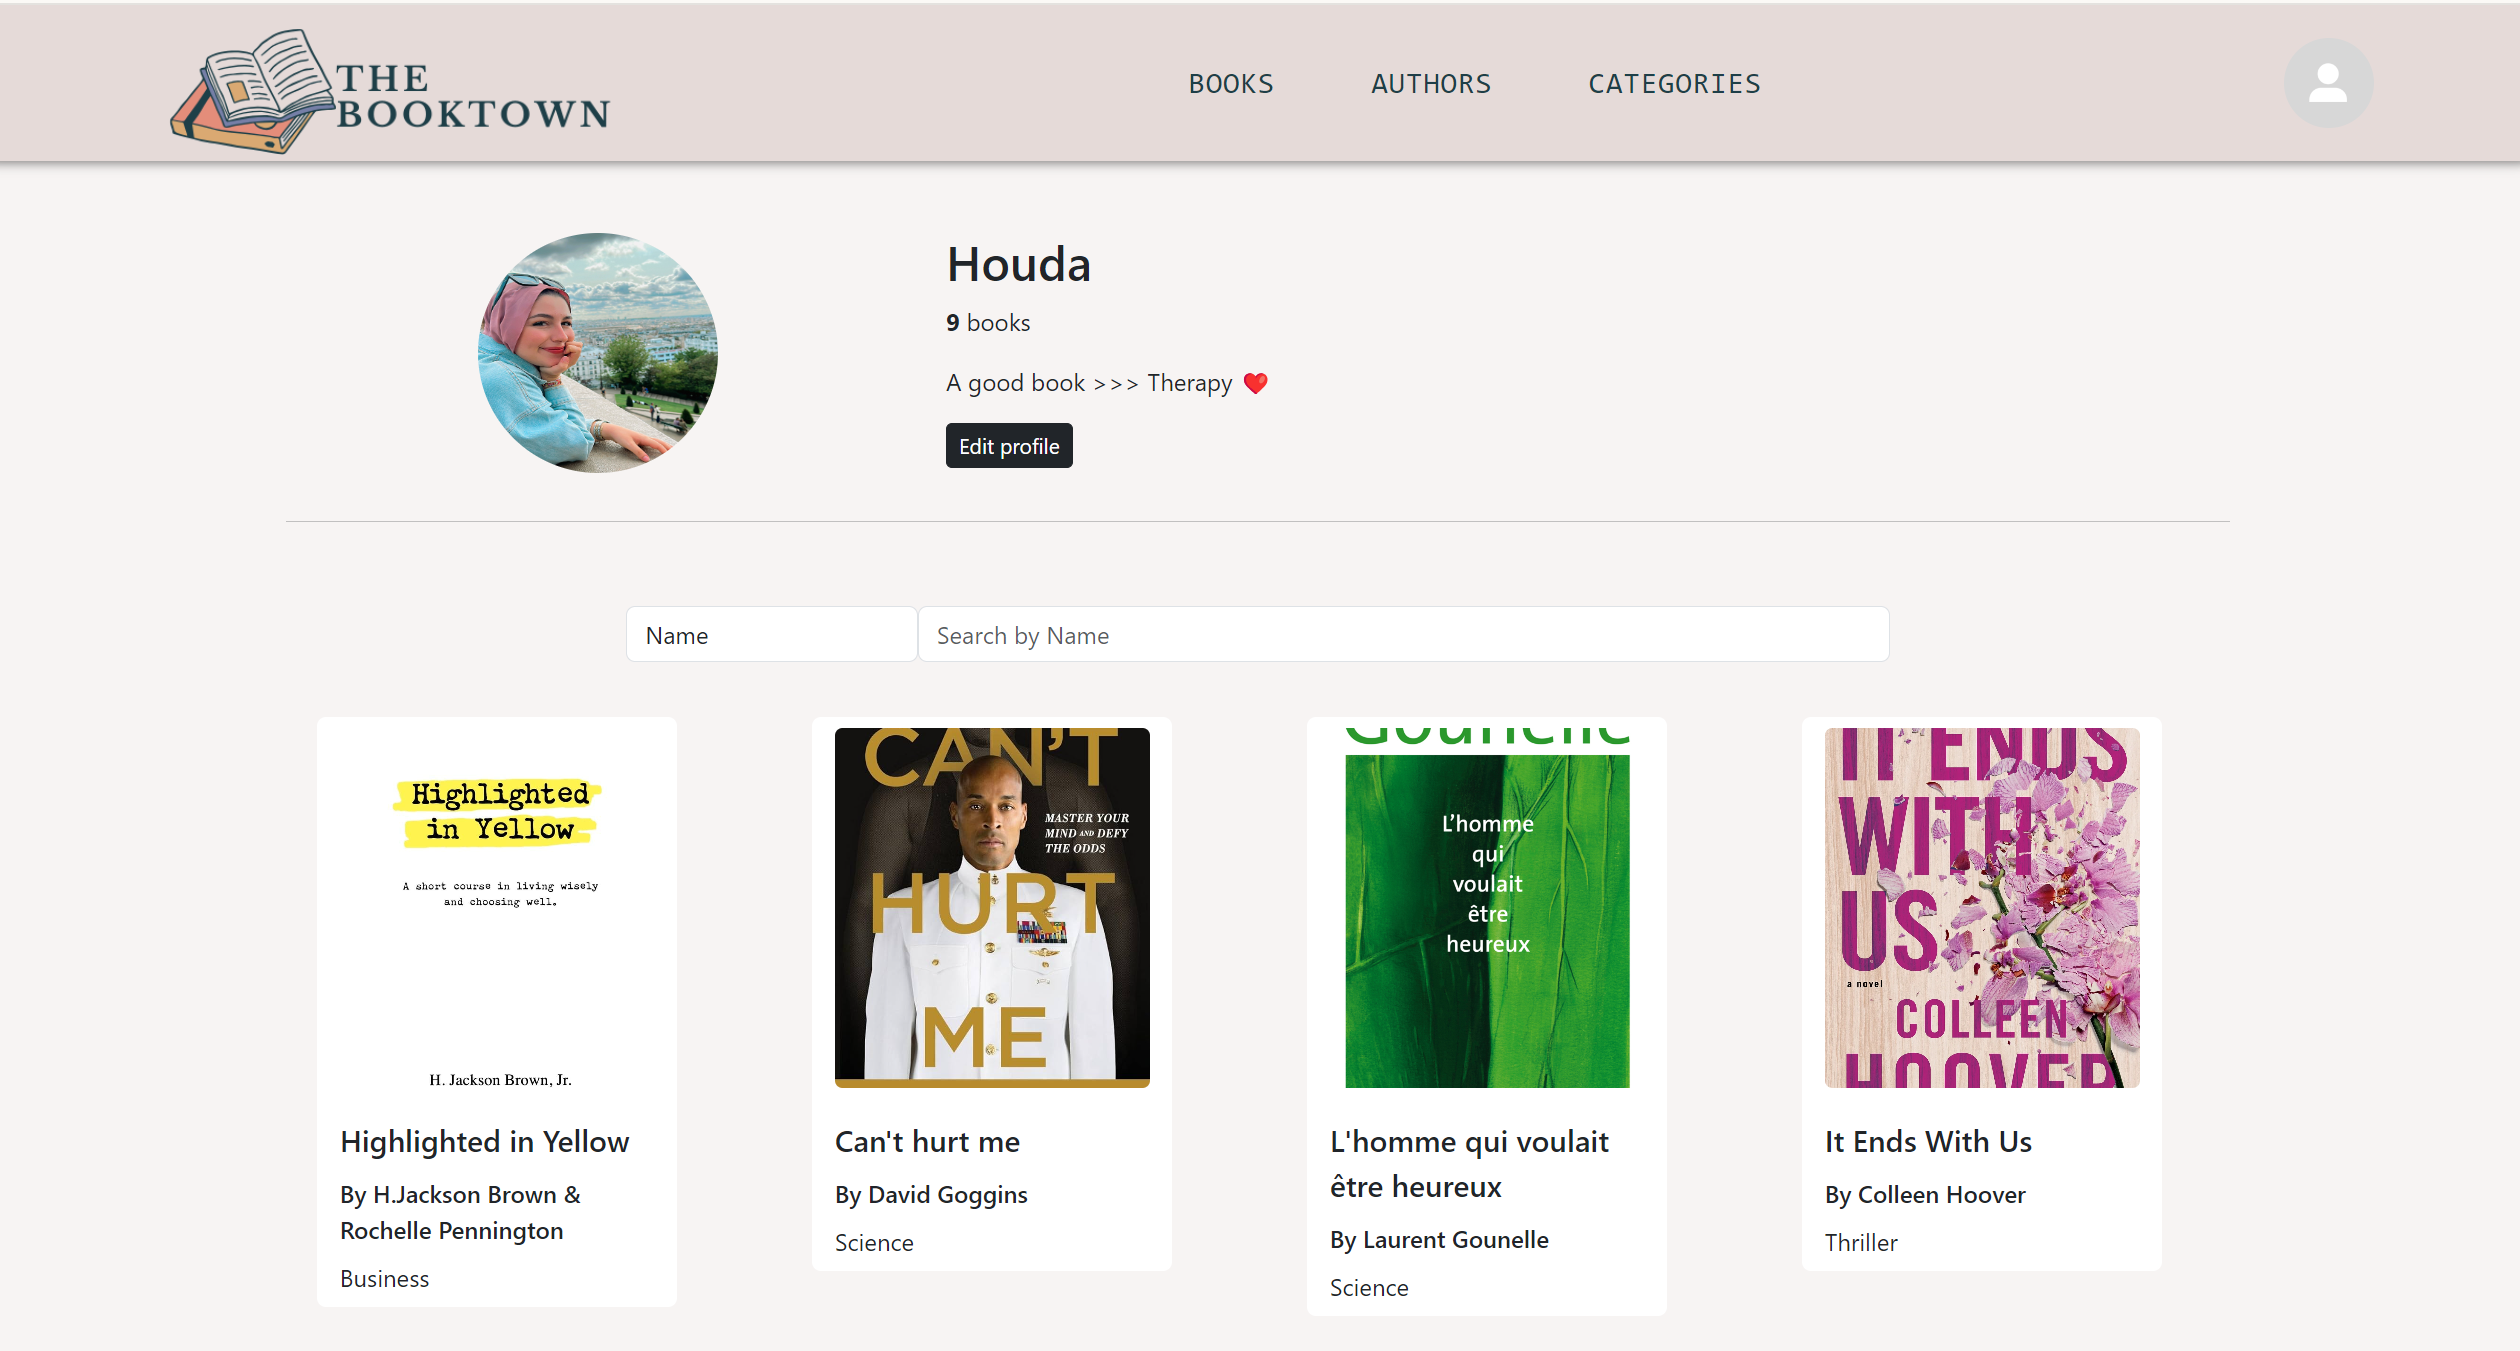 THE
BOOKTOWN
BOOKS
AUTHORS
CATEGORIES
Houda
9 books
A good book >>> Therapy ❤️
Edit profile
Name
Search by Name
Highlighted
in Yellow
A short course in living wisely
and choosing well.
H. Jackson Brown, Jr.
Highlighted in Yellow
By H.Jackson Brown &
Rochelle Pennington
Business
CAN'T
MASTER YOUR
MIND AND DEFY
THE ODDS
HURT
ME
Can't hurt me
By David Goggins
Science
Gounelle
L'homme
qui
voulait
être
heureux
L'homme qui voulait
être heureux
By Laurent Gounelle
Science
IT ENDS
WITH
US
a novel
COLLEEN
HOOVER
It Ends With Us
By Colleen Hoover
Thriller